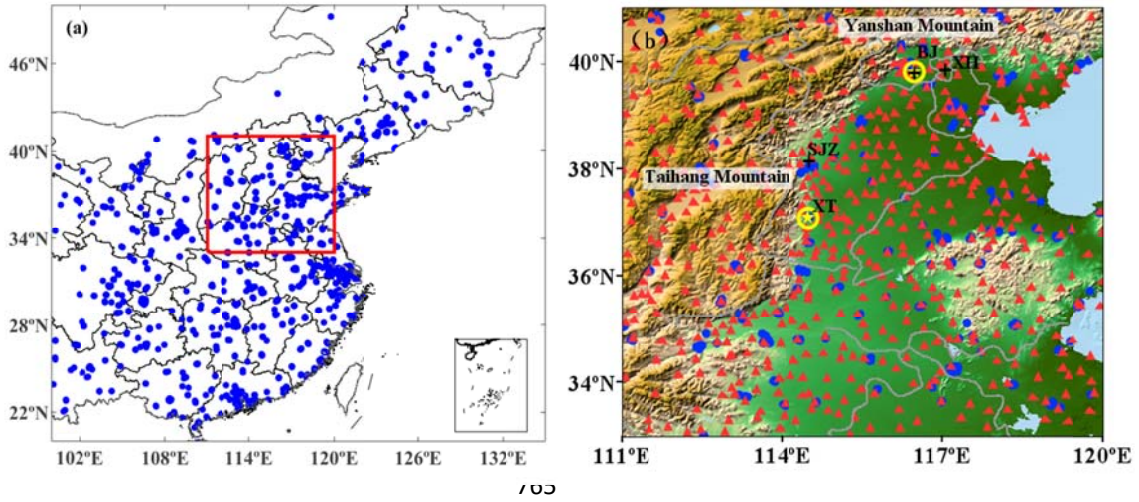 (a)
46°N
40°N
34°N
28°N
22°N
102°E 108°E 114°E 120°E 126°E 132°E
(b)
Yanshan Mountain
BJ
XH
SJZ
Taihang Mountain
XT
40°N
38°N
36°N
34°N
111°E 114°E 117°E 120°E
765